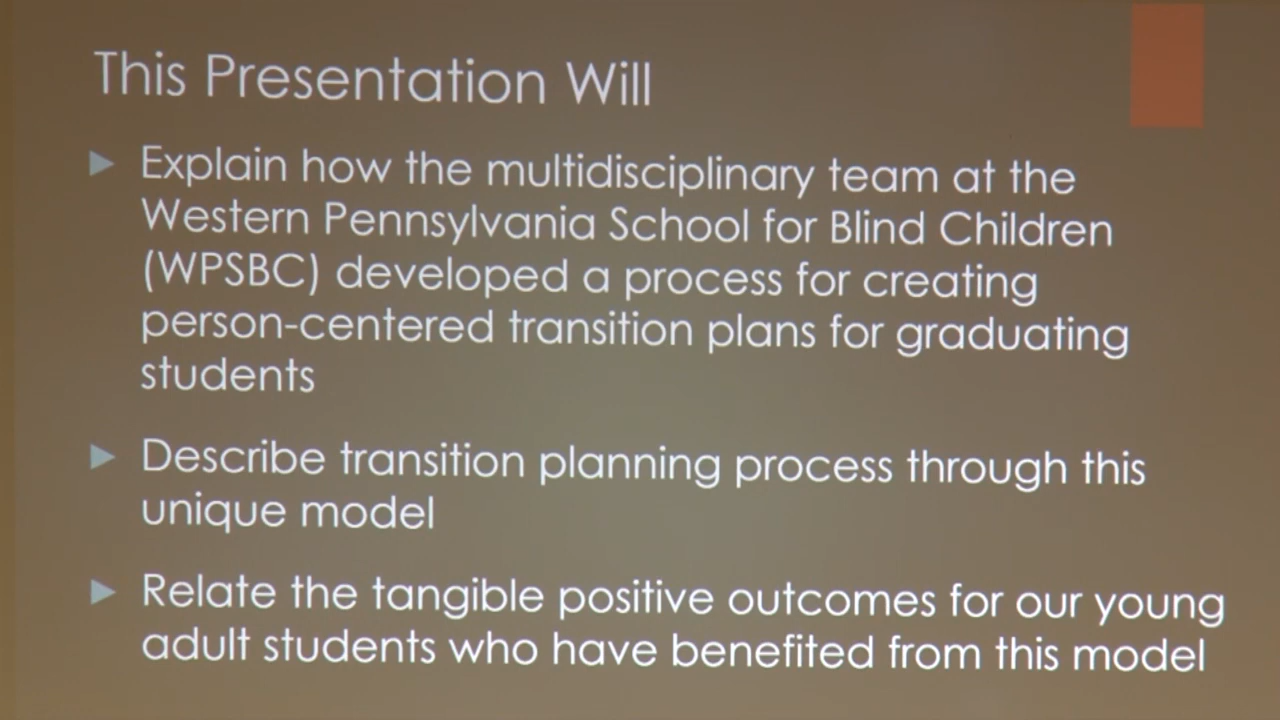 This Presentation Will
Explain how the multidisciplinary team at the
Western Pennsylvania School for Blind Children
(WPSBC) developed a process for creating
person-centered transition plans for graduating
students
Describe transition planning process through this
unique model
Relate the tangible positive outcomes for our young
adult students who have benefited from this model